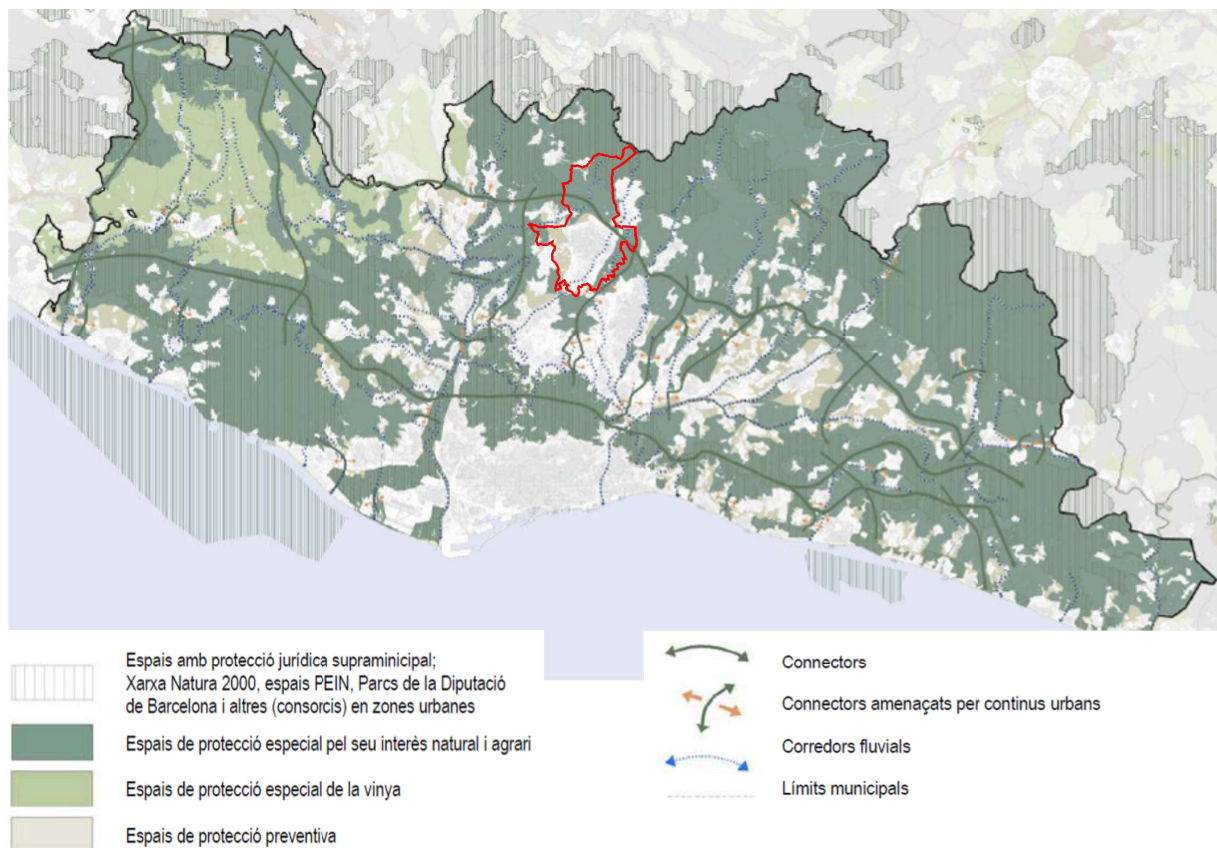 Espais amb protecció jurídica supraminicipal;
Xarxa Natura 2000, espais PEIN, Parcs de la Diputació
de Barcelona i altres (consorcis) en zones urbanes
Espais de protecció especial pel seu interès natural i agrari
Espais de protecció especial de la vinya
Espais de protecció preventiva
Connectors
Connectors amenaçats per continus urbans
Corredors fluvials
Límits municipals